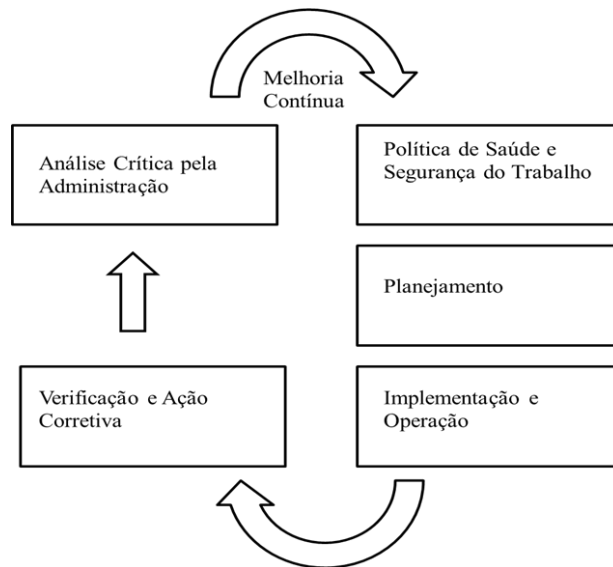 Melhoria
Contínua
Análise Crítica pela
Administração
Política de Saúde e
Segurança do Trabalho
Planejamento
Verificação e Ação
Corretiva
Implementação e
Operação